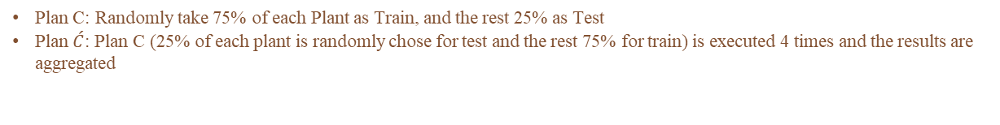 • Plan C: Randomly take 75% of each Plant as Train, and the rest 25% as Test
• Plan Ć: Plan C (25% of each plant is randomly chose for test and the rest 75% for train) is executed 4 times and the results are
aggregated